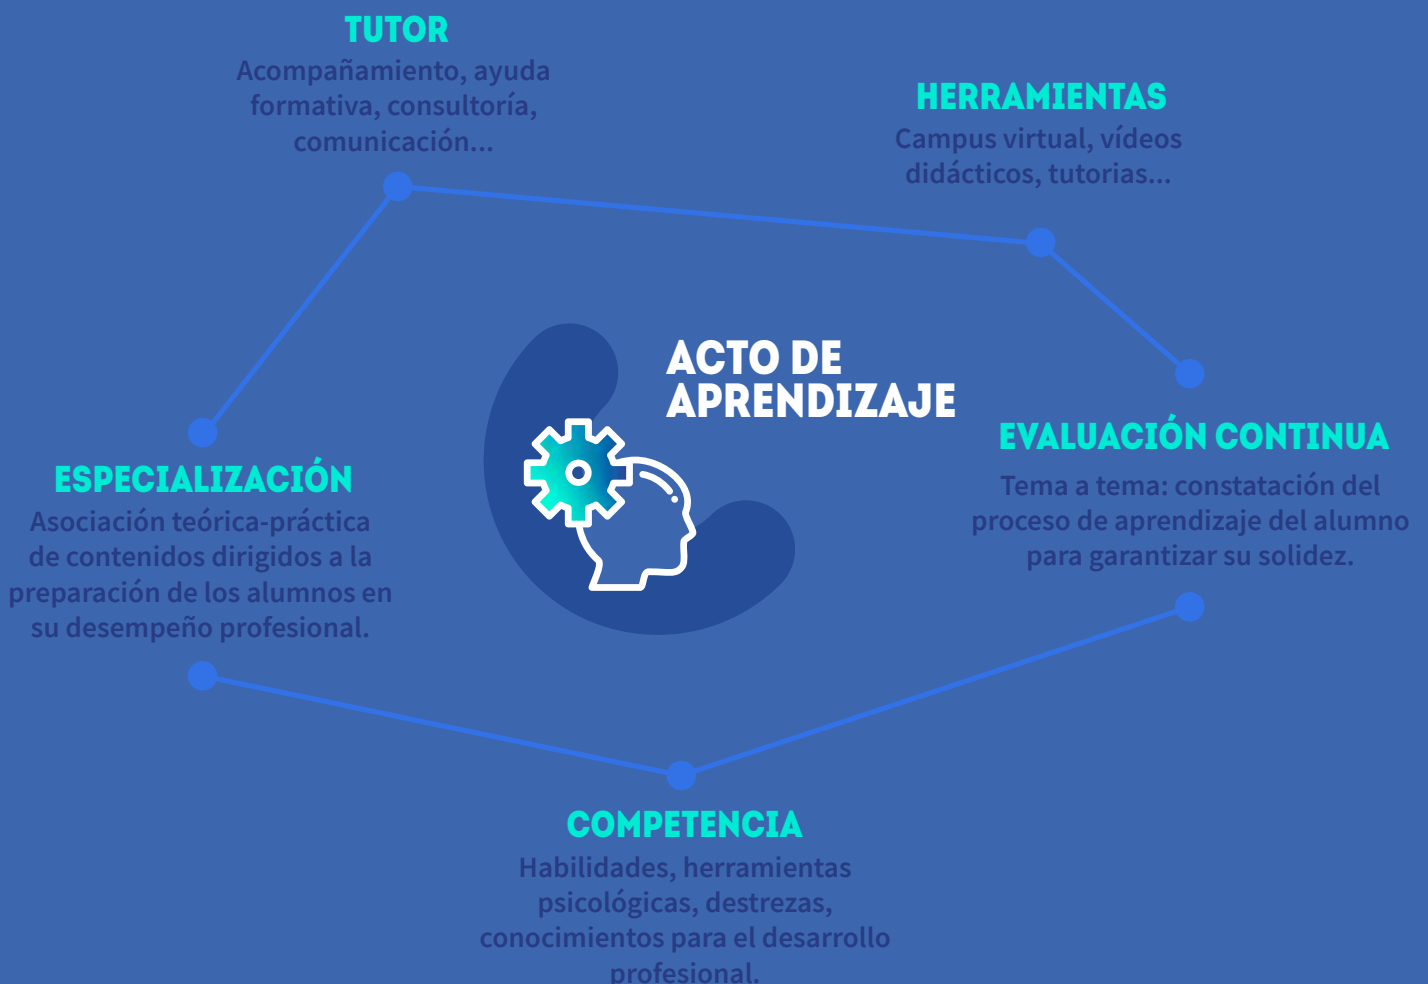 TUTOR
Acompañamiento, ayuda
formativa, consultoría,
comunicación...
HERRAMIENTAS
Campus virtual, vídeos
didácticos, tutorias...
ACTO DE
APRENDIZAJE
EVALUACIÓN CONTINUA
Tema a tema: constatación del
proceso de aprendizaje del alumno
para garantizar su solidez.
ESPECIALIZACIÓN
Asociación teórica-práctica
de contenidos dirigidos a la
preparación de los alumnos en
su desempeño profesional.
COMPETENCIA
Habilidades, herramientas
psicológicas, destrezas,
conocimientos para el desarrollo
profesional.